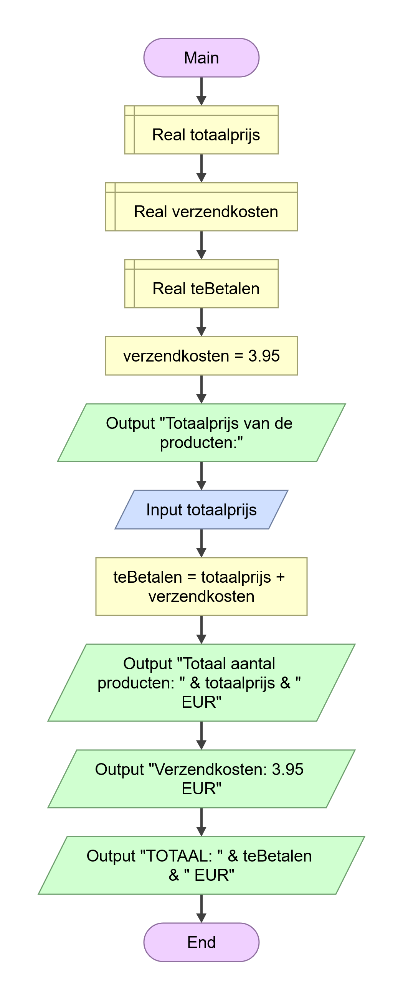 Main
Real totaalprijs
Real verzendkosten
Real teBetalen
verzendkosten = 3.95
Output "Totaalprijs van de
producten:"
Input totaalprijs
teBetalen = totaalprijs +
verzendkosten
Output "Totaal aantal
producten: " & totaalprijs & "
EUR"
Output "Verzendkosten: 3.95
EUR"
Output "TOTAAL: " & teBetalen
& " EUR"
End